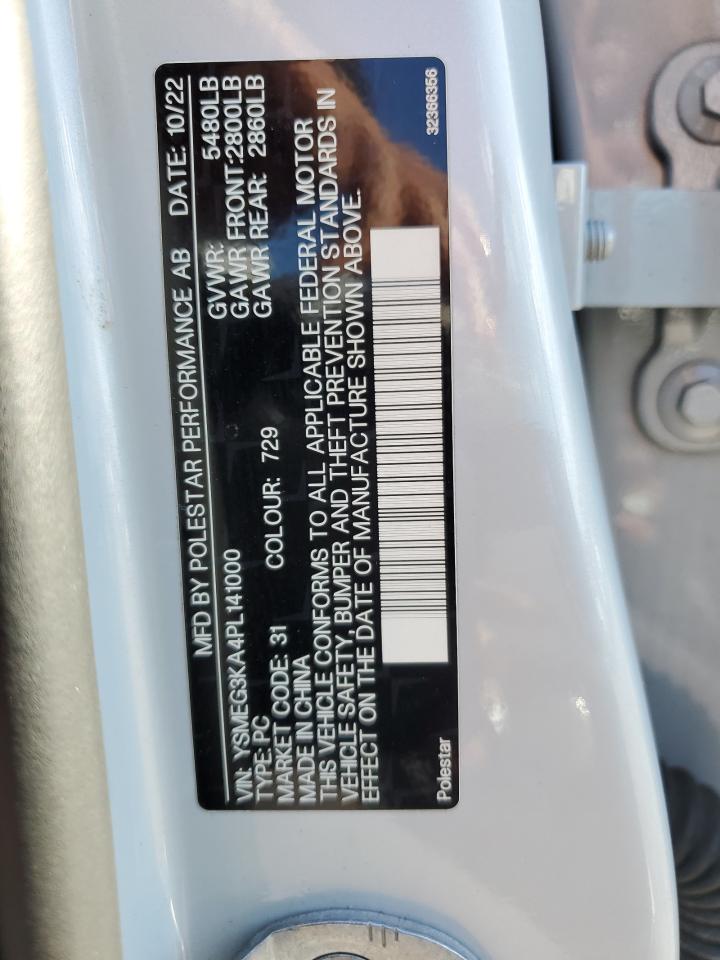 MFD BY POLESTAR PERFORMANCE AB DATE: 10/22
VIN: YSMEG3KA4PL141000 GVWR: 5480LB
TYPE: PC GAWR FRONT:2800LB
MARKET CODE: 31 COLOUR: 729 GAWR REAR: 2860LB
MADE IN CHINA
THIS VEHICLE CONFORMS TO ALL APPLICABLE FEDERAL MOTOR
VEHICLE SAFETY, BUMPER AND THEFT PREVENTION STANDARDS IN
EFFECT ON THE DATE OF MANUFACTURE SHOWN ABOVE.
Polestar 32366356